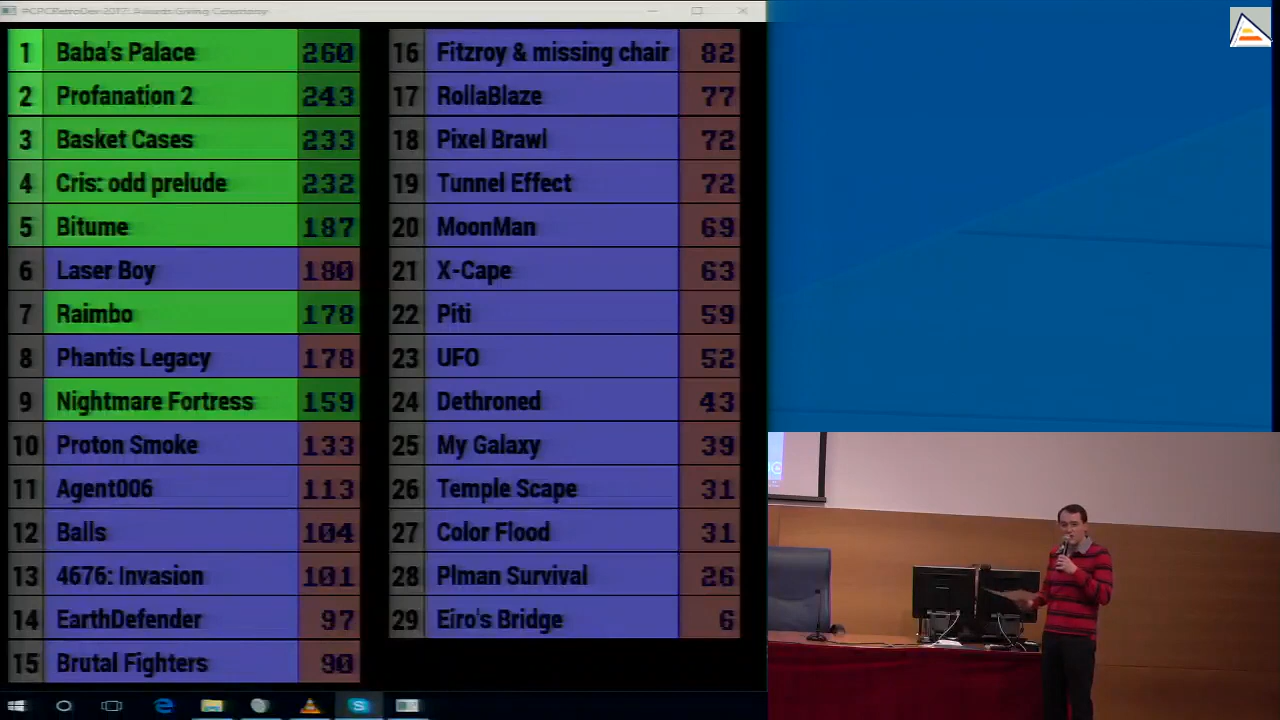 #CPCRetroDev 2017: Awards Giving Ceremony
1 Baba's Palace 260
2 Profanation 2 243
3 Basket Cases 233
4 Cris: odd prelude 232
5 Bitume 187
6 Laser Boy 180
7 Raimbo 178
8 Phantis Legacy 178
9 Nightmare Fortress 159
10 Proton Smoke 133
11 Agent006 113
12 Balls 104
13 4676: Invasion 101
14 EarthDefender 97
15 Brutal Fighters 90
16 Fitzroy & missing chair 82
17 RollaBlaze 77
18 Pixel Brawl 72
19 Tunnel Effect 72
20 MoonMan 69
21 X-Cape 63
22 Piti 59
23 UFO 52
24 Dethroned 43
25 My Galaxy 39
26 Temple Scape 31
27 Color Flood 31
28 Plman Survival 26
29 Eiro's Bridge 6